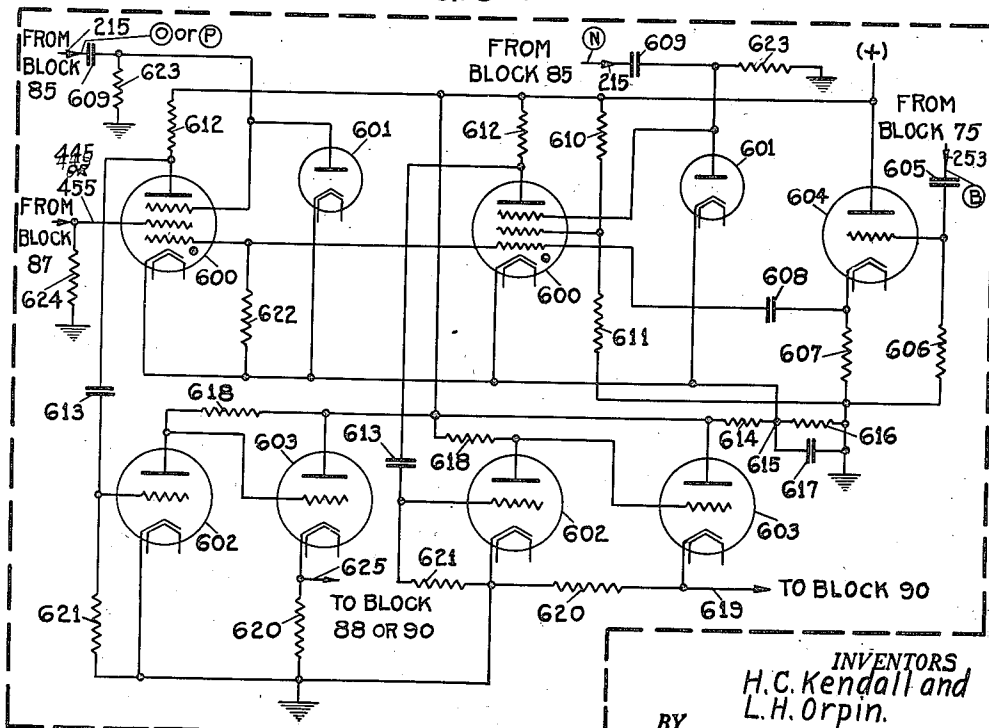 FROM
BLOCK
85
215
O or P
623
609
612
601
FROM
BLOCK 85
N
215
609
623
(+)
612
610
601
FROM
BLOCK 75
253
605
B
604
455
FROM
BLOCK
87
624
600
622
600
608
611
607
606
613
618
603
613
618
614
615
616
617
602
625
TO BLOCK
88 OR 90
621
620
602
621
620
603
619
TO BLOCK 90
INVENTORS
H.C. Kendall and
L.H. Orpin.
BY